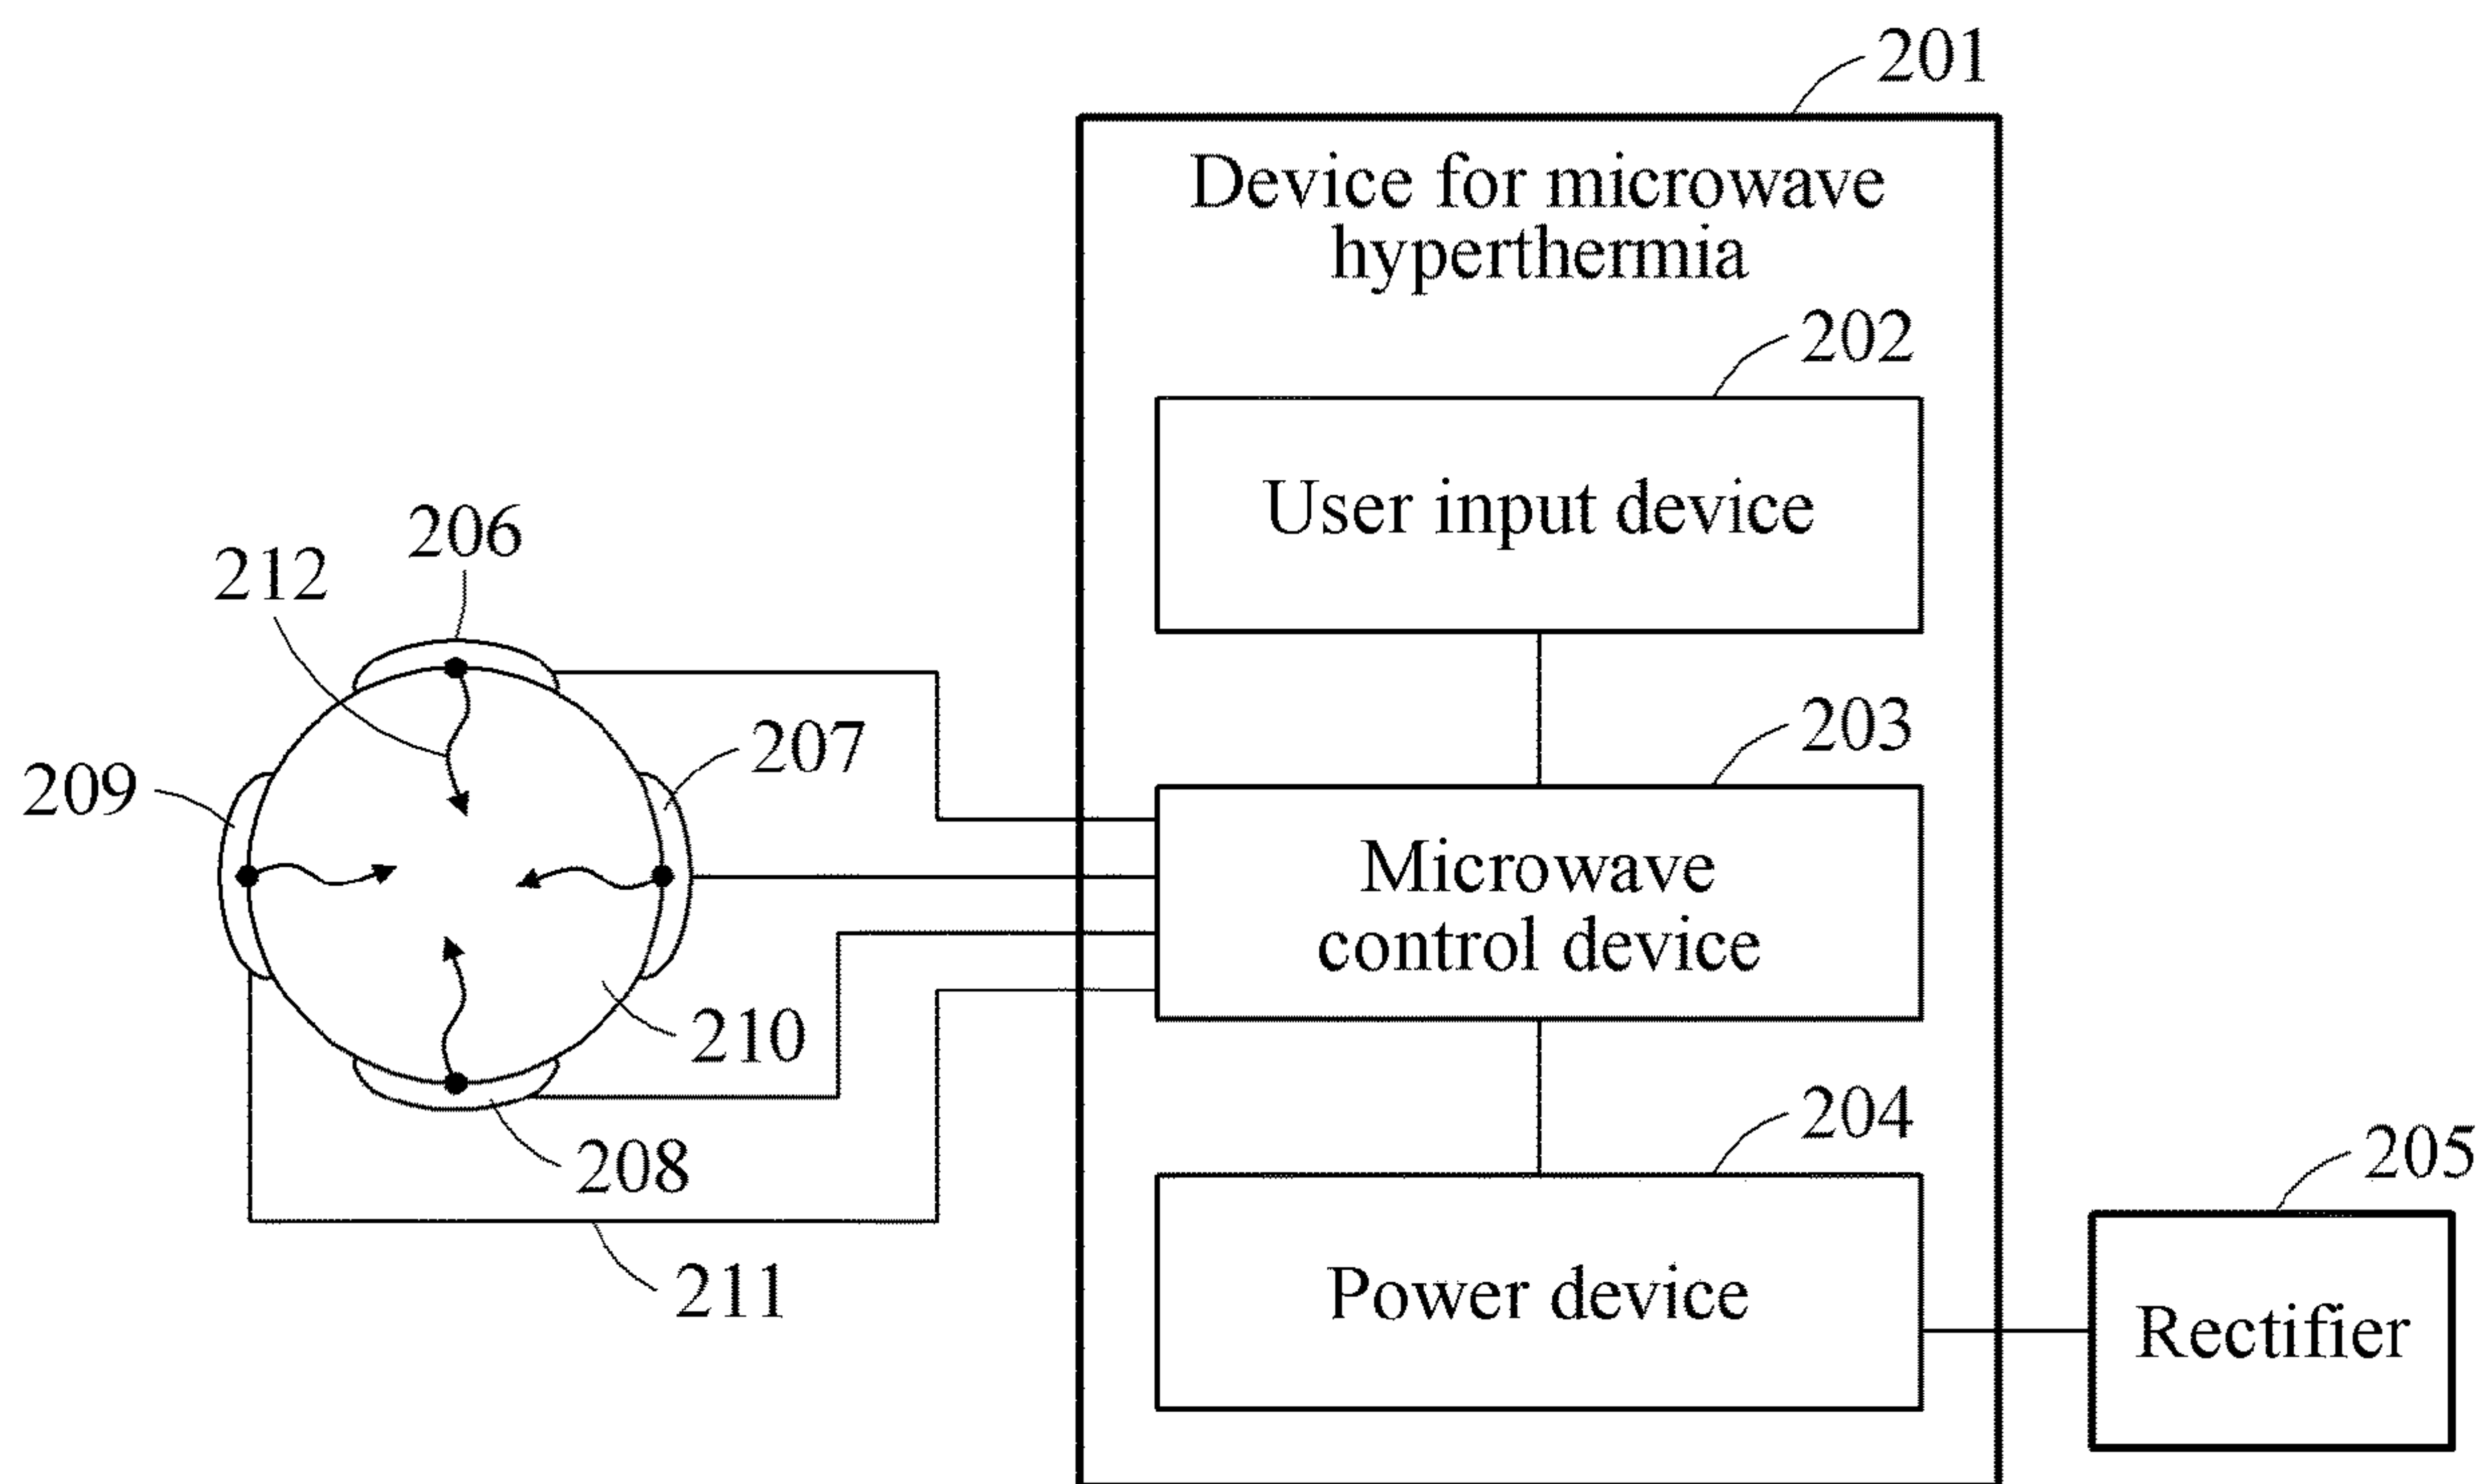 201
Device for microwave
hyperthermia
202
User input device
206
212
203
207
209
Microwave
control device
210
204
205
208
211
Power device
Rectifier